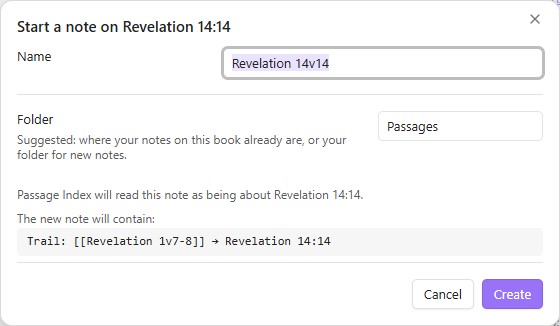 Start a note on Revelation 14:14
Name
Revelation 14v14
Folder
Suggested: where your notes on this book already are, or your
folder for new notes.
Passages
Passage Index will read this note as being about Revelation 14:14.
The new note will contain:
Trail: [[Revelation 1v7-8]] → Revelation 14:14
Cancel
Create